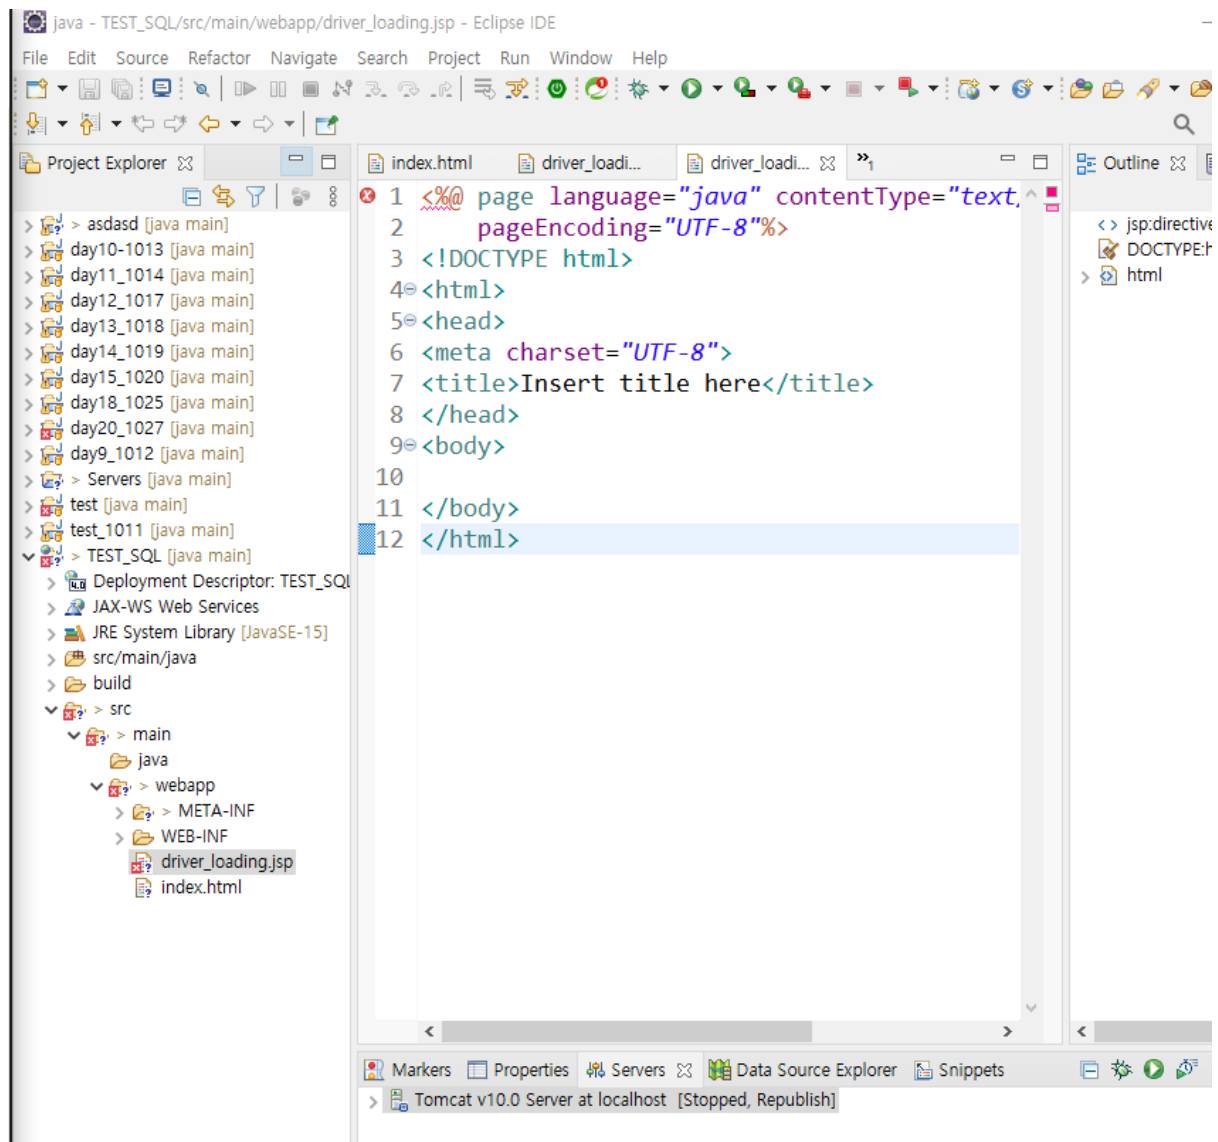 java - TEST_SQL/src/main/webapp/driver_loading.jsp - Eclipse IDE
File Edit Source Refactor Navigate Search Project Run Window Help
Project Explorer
> asdasd [java main]
day10-1013 [java main]
day11_1014 [java main]
day12_1017 [java main]
day13_1018 [java main]
day14_1019 [java main]
day15_1020 [java main]
day18_1025 [java main]
day20_1027 [java main]
day9_1012 [java main]
> Servers [java main]
test [java main]
test_1011 [java main]
> TEST_SQL [java main]
Deployment Descriptor: TEST_SQL
JAX-WS Web Services
JRE System Library [JavaSE-15]
src/main/java
build
> src
> main
java
> webapp
> META-INF
WEB-INF
driver_loading.jsp
index.html
index.html driver_loadi... driver_loadi... »1
1 <%@ page language="java" contentType="text/
2 pageEncoding="UTF-8"%>
3 <!DOCTYPE html>
4 <html>
5 <head>
6 <meta charset="UTF-8">
7 <title>Insert title here</title>
8 </head>
9 <body>
10
11 </body>
12 </html>
Outline
jsp:directive
DOCTYPE:h
html
Markers Properties Servers Data Source Explorer Snippets
Tomcat v10.0 Server at localhost [Stopped, Republish]